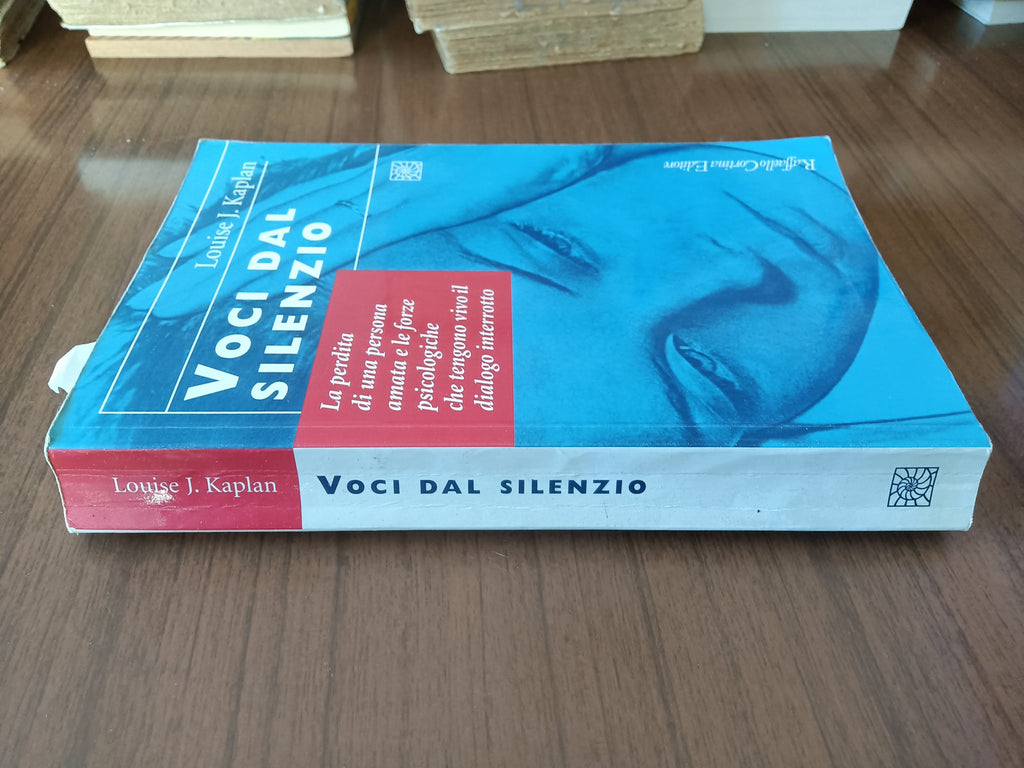 Louise J. Kaplan
VOCI DAL
SILENZIO
La perdita
di una persona
amata e le forze
psicologiche
che tengono vivo il
dialogo interrotto
Raffaello Cortina Editore
Louise J. Kaplan
VOCI DAL SILENZIO